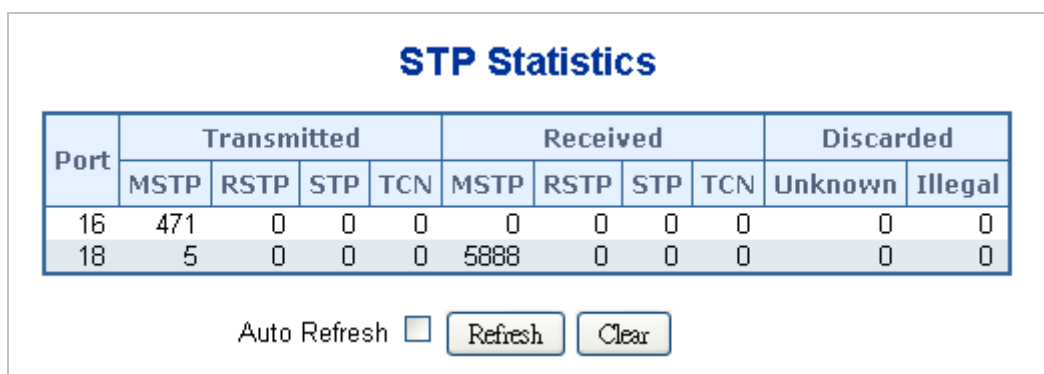 STP Statistics
Port Transmitted Received Discarded
MSTP RSTP STP TCN MSTP RSTP STP TCN Unknown Illegal
16 471 0 0 0 0 0 0 0 0 0
18 5 0 0 0 5888 0 0 0 0 0
Auto Refresh Refresh Clear